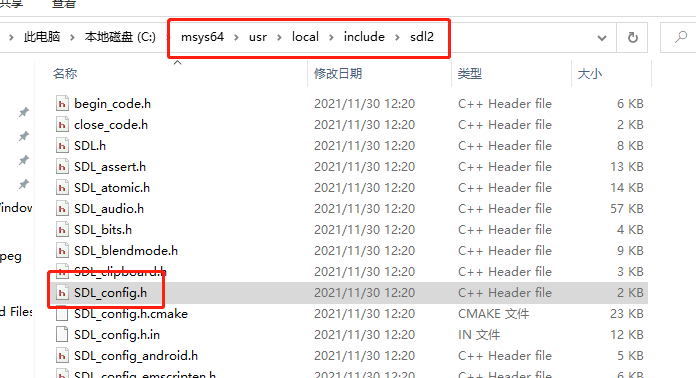 共享 查看
此电脑 本地磁盘 (C:) msys64 usr local include sdl2
名称 修改日期 类型 大小
begin_code.h 2021/11/30 12:20 C++ Header file 6 KB
close_code.h 2021/11/30 12:20 C++ Header file 2 KB
SDL.h 2021/11/30 12:20 C++ Header file 8 KB
SDL_assert.h 2021/11/30 12:20 C++ Header file 13 KB
SDL_atomic.h 2021/11/30 12:20 C++ Header file 14 KB
SDL_audio.h 2021/11/30 12:20 C++ Header file 57 KB
Windows SDL_bits.h 2021/11/30 12:20 C++ Header file 4 KB
peg SDL_blendmode.h 2021/11/30 12:20 C++ Header file 9 KB
SDL_clipboard.h 2021/11/30 12:20 C++ Header file 3 KB
SDL_config.h 2021/11/30 12:20 C++ Header file 2 KB
d Files SDL_config.h.cmake 2021/11/30 12:20 CMAKE 文件 23 KB
SDL_config.h.in 2021/11/30 12:20 IN 文件 12 KB
SDL_config_android.h 2021/11/30 12:20 C++ Header file 5 KB
SDL_config_emscripten.h 2021/11/30 12:20 C++ Header file 6 KB